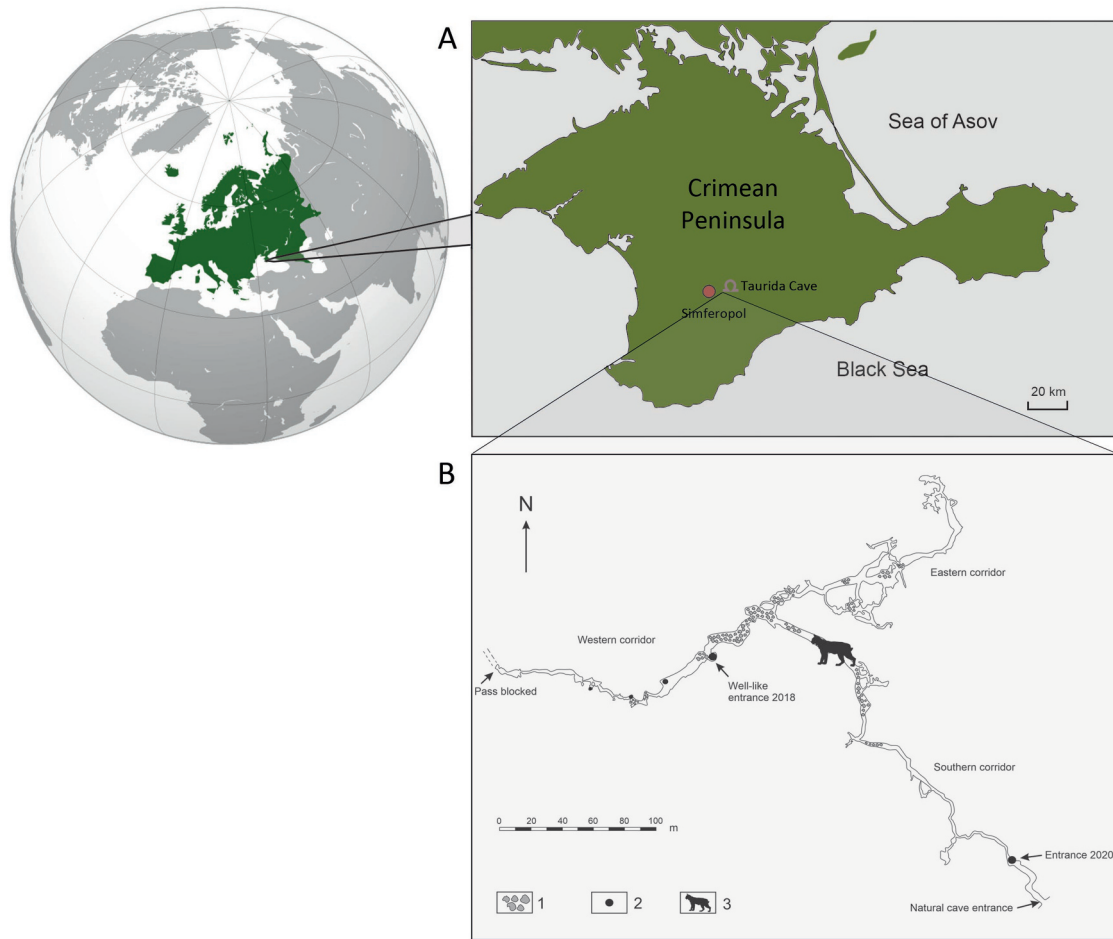 A
Sea of Asov
Crimean
Peninsula
Taurida Cave
Simferopol
Black Sea
20 km
B
N
Eastern corridor
Western corridor
Pass blocked
Well-like
entrance 2018
Southern corridor
0 20 40 60 80 100
m
Entrance 2020
1 2 3
Natural cave entrance